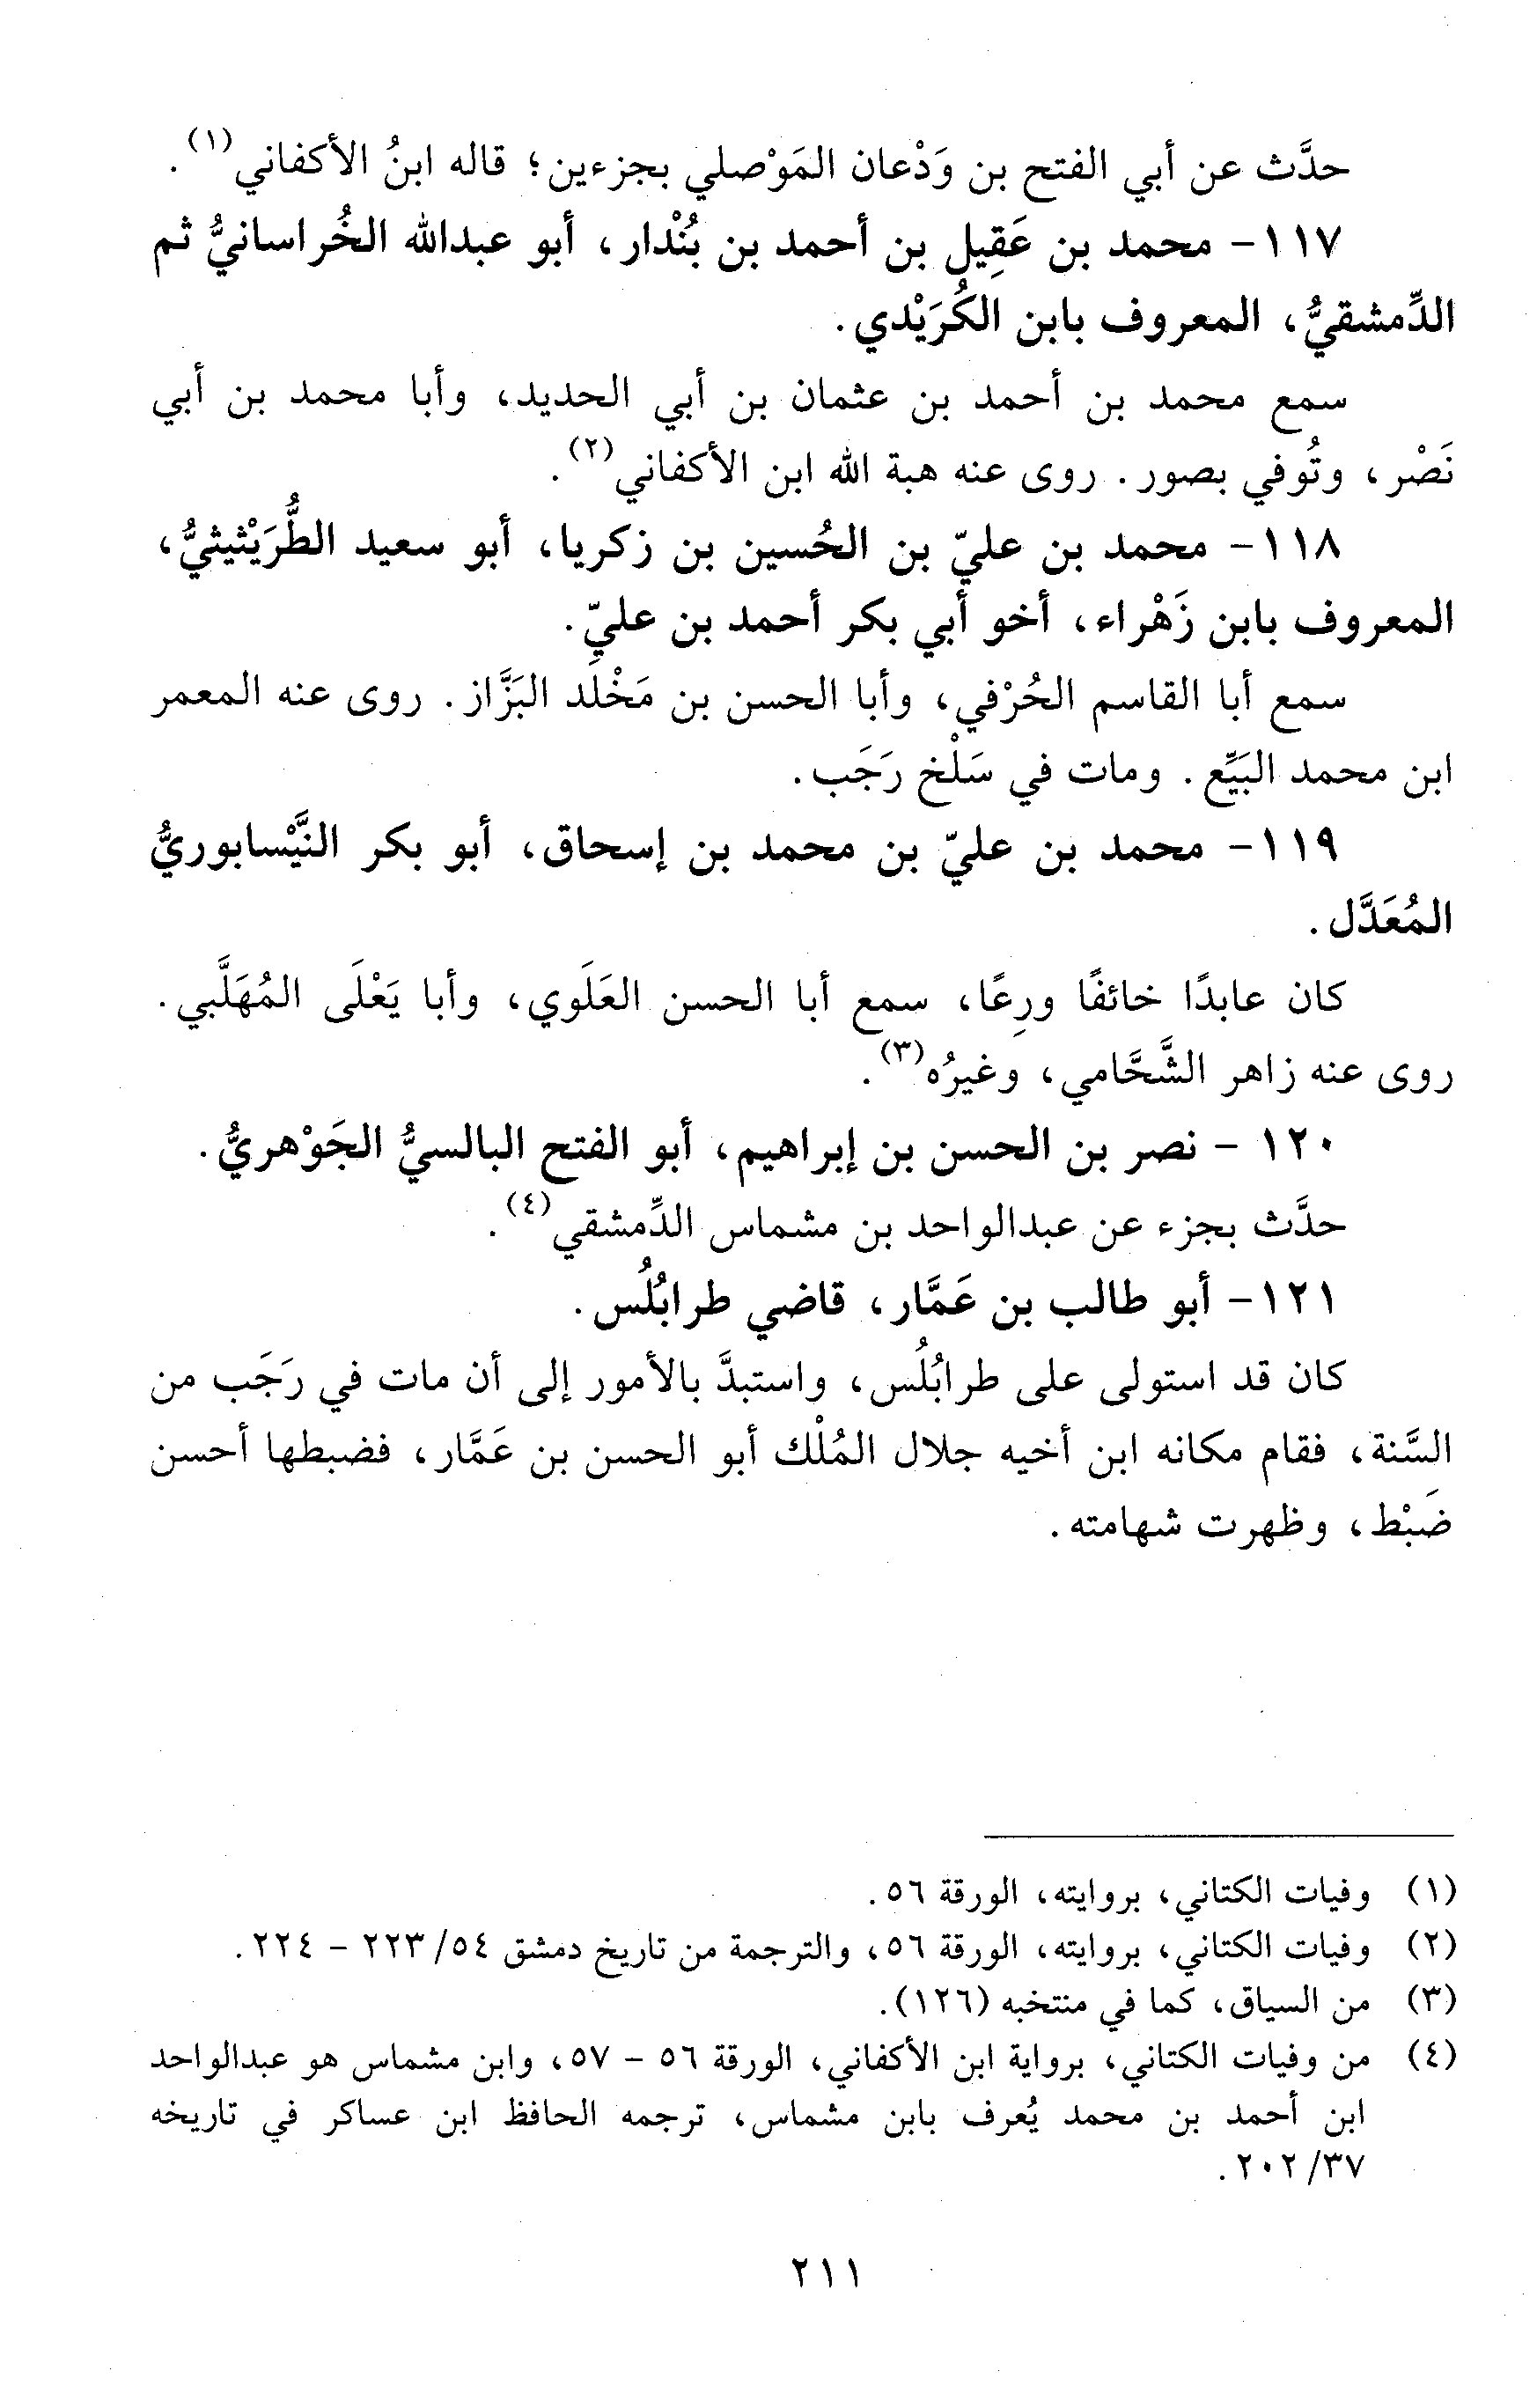 حدَّث عن أبي الفتح بن وَدْعان المَوْصلي بجزءين؛ قاله ابنُ الأكفاني(١).
١١٧- محمد بن عَقِيل بن أحمد بن بُنْدار، أبو عبدالله الخُراسانيُّ ثم
الدِّمشقيُّ، المعروف بابن الكُرَيْدي.
سمع محمد بن أحمد بن عثمان بن أبي الحديد، وأبا محمد بن أبي
نَصْر، وتُوفي بصور. روى عنه هبة الله ابن الأكفاني(٢).
١١٨- محمد بن عليّ بن الحُسين بن زكريا، أبو سعيد الطُّرَيْثيثيُّ،
المعروف بابن زَهْراء، أخو أبي بكر أحمد بن عليّ.
سمع أبا القاسم الحُرْفي، وأبا الحسن بن مَخْلَد البَزَّاز. روى عنه المعمر
ابن محمد البَيِّع. ومات في سَلْخ رَجَب.
١١٩- محمد بن عليّ بن محمد بن إسحاق، أبو بكر النَّيْسابوريُّ
المُعَدَّل.
كان عابدًا خائفًا ورِعًا، سمع أبا الحسن العَلَوي، وأبا يَعْلَى المُهَلَّبي.
روى عنه زاهر الشَّحَّامي، وغيرُه(٣).
١٢٠ - نصر بن الحسن بن إبراهيم، أبو الفتح البالسيُّ الجَوْهريُّ.
حدَّث بجزء عن عبدالواحد بن مشماس الدِّمشقي(٤).
١٢١- أبو طالب بن عَمَّار، قاضي طرابُلُس.
كان قد استولى على طرابُلُس، واستبدَّ بالأمور إلى أن مات في رَجَب من
السَّنة، فقام مكانه ابن أخيه جلال المُلْك أبو الحسن بن عَمَّار، فضبطها أحسن
ضَبْط، وظهرت شهامته.
(١) وفيات الكتاني، بروايته، الورقة ٥٦.
(٢) وفيات الكتاني، بروايته، الورقة ٥٦، والترجمة من تاريخ دمشق ٥٤/ ٢٢٣ - ٢٢٤.
(٣) من السياق، كما في منتخبه (١٢٦).
(٤) من وفيات الكتاني، برواية ابن الأكفاني، الورقة ٥٦ - ٥٧، وابن مشماس هو عبدالواحد
ابن أحمد بن محمد يُعرف بابن مشماس، ترجمه الحافظ ابن عساكر في تاريخه
٣٧/ ٢٠٢.
٢١١